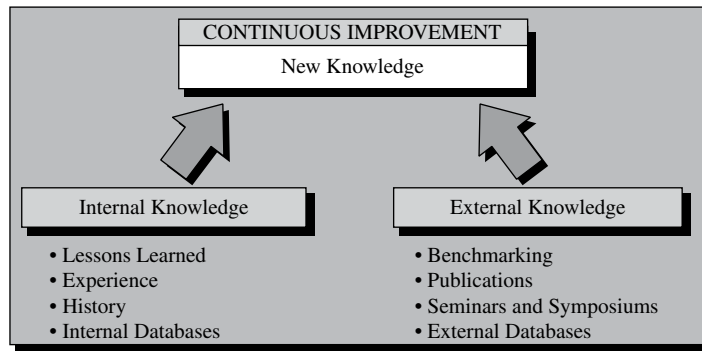 CONTINUOUS IMPROVEMENT
New Knowledge
Internal Knowledge
• Lessons Learned
• Experience
• History
• Internal Databases
External Knowledge
• Benchmarking
• Publications
• Seminars and Symposiums
• External Databases